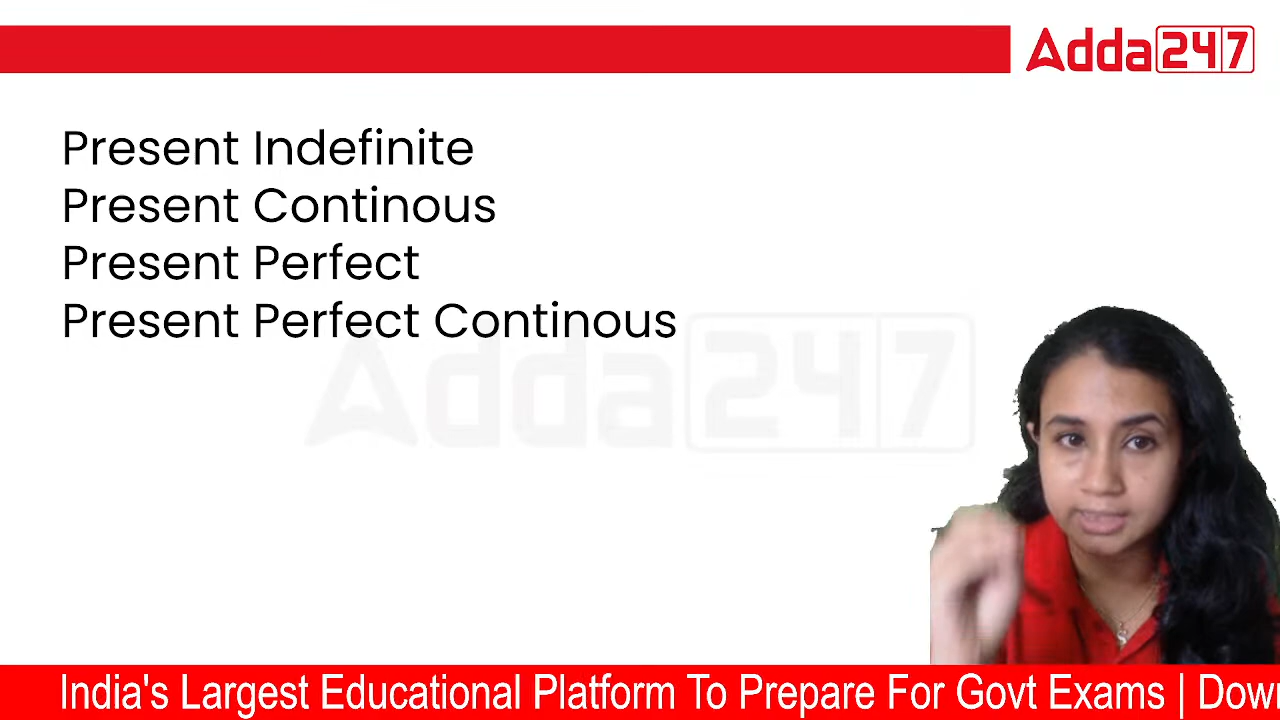 Adda247
Present Indefinite
Present Continous
Present Perfect
Present Perfect Continous
Adda247
India's Largest Educational Platform To Prepare For Govt Exams |